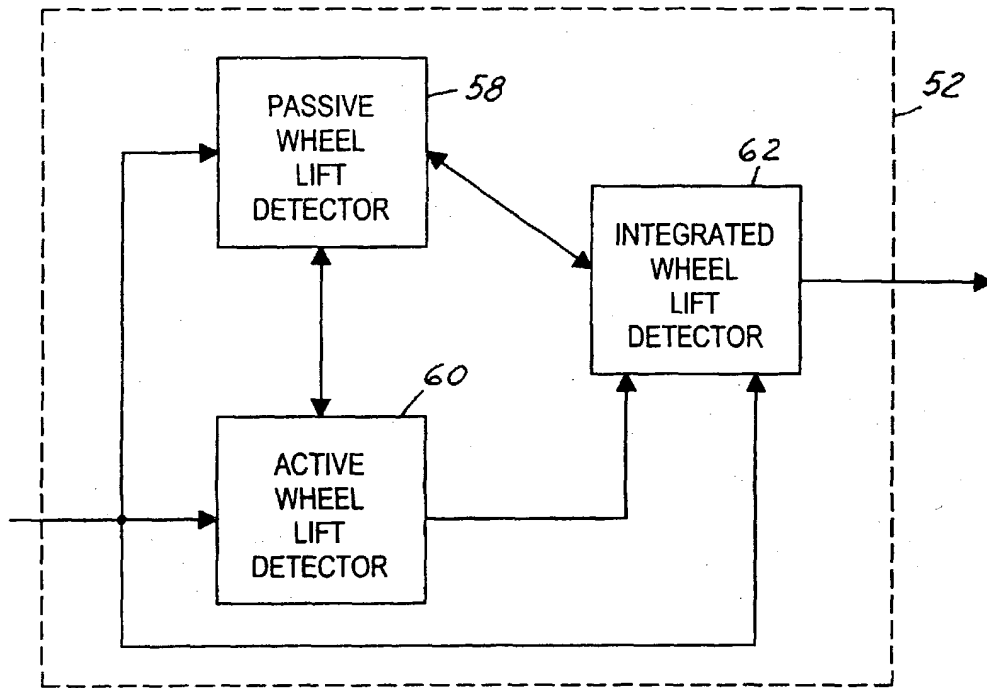 58
PASSIVE
WHEEL
LIFT
DETECTOR
52
62
INTEGRATED
WHEEL
LIFT
DETECTOR
60
ACTIVE
WHEEL
LIFT
DETECTOR